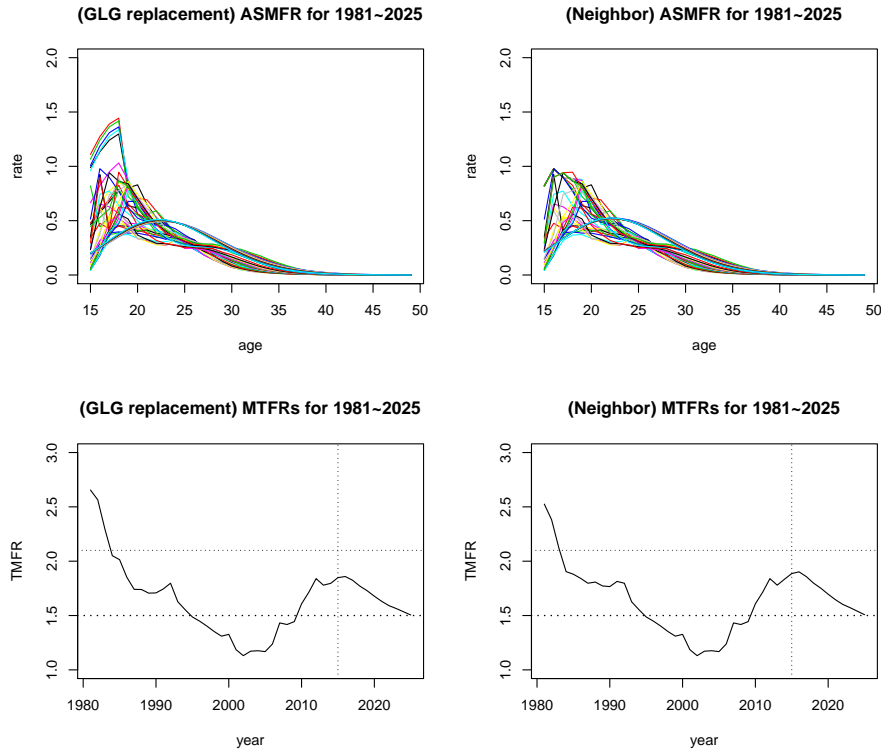 (GLG replacement) ASMFR for 1981~2025
rate
2.0
1.5
1.0
0.5
0.0
15 20 25 30 35 40 45 50
age
(Neighbor) ASMFR for 1981~2025
rate
2.0
1.5
1.0
0.5
0.0
15 20 25 30 35 40 45 50
age
(GLG replacement) MTFRs for 1981~2025
TMFR
3.0
2.5
2.0
1.5
1.0
1980 1990 2000 2010 2020
year
(Neighbor) MTFRs for 1981~2025
TMFR
3.0
2.5
2.0
1.5
1.0
1980 1990 2000 2010 2020
year